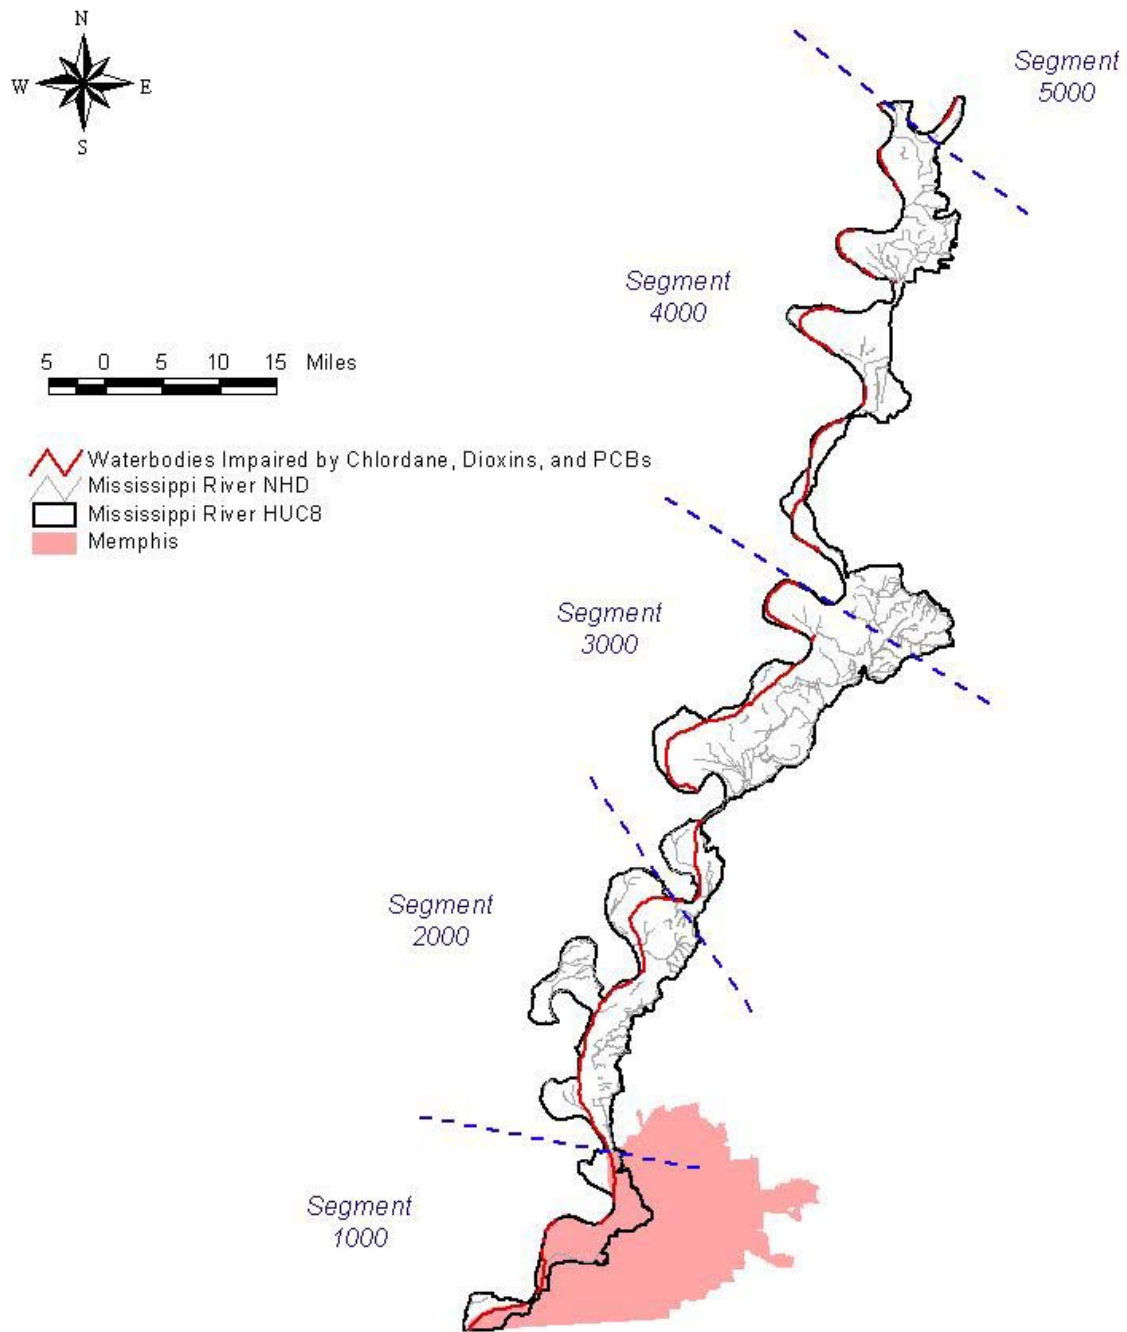 N
W E
S
Segment
5000
Segment
4000
5 0 5 10 15 Miles
Waterbodies Impaired by Chlordane, Dioxins, and PCBs
Mississippi River NHD
Mississippi River HUC8
Memphis
Segment
3000
Segment
2000
Segment
1000